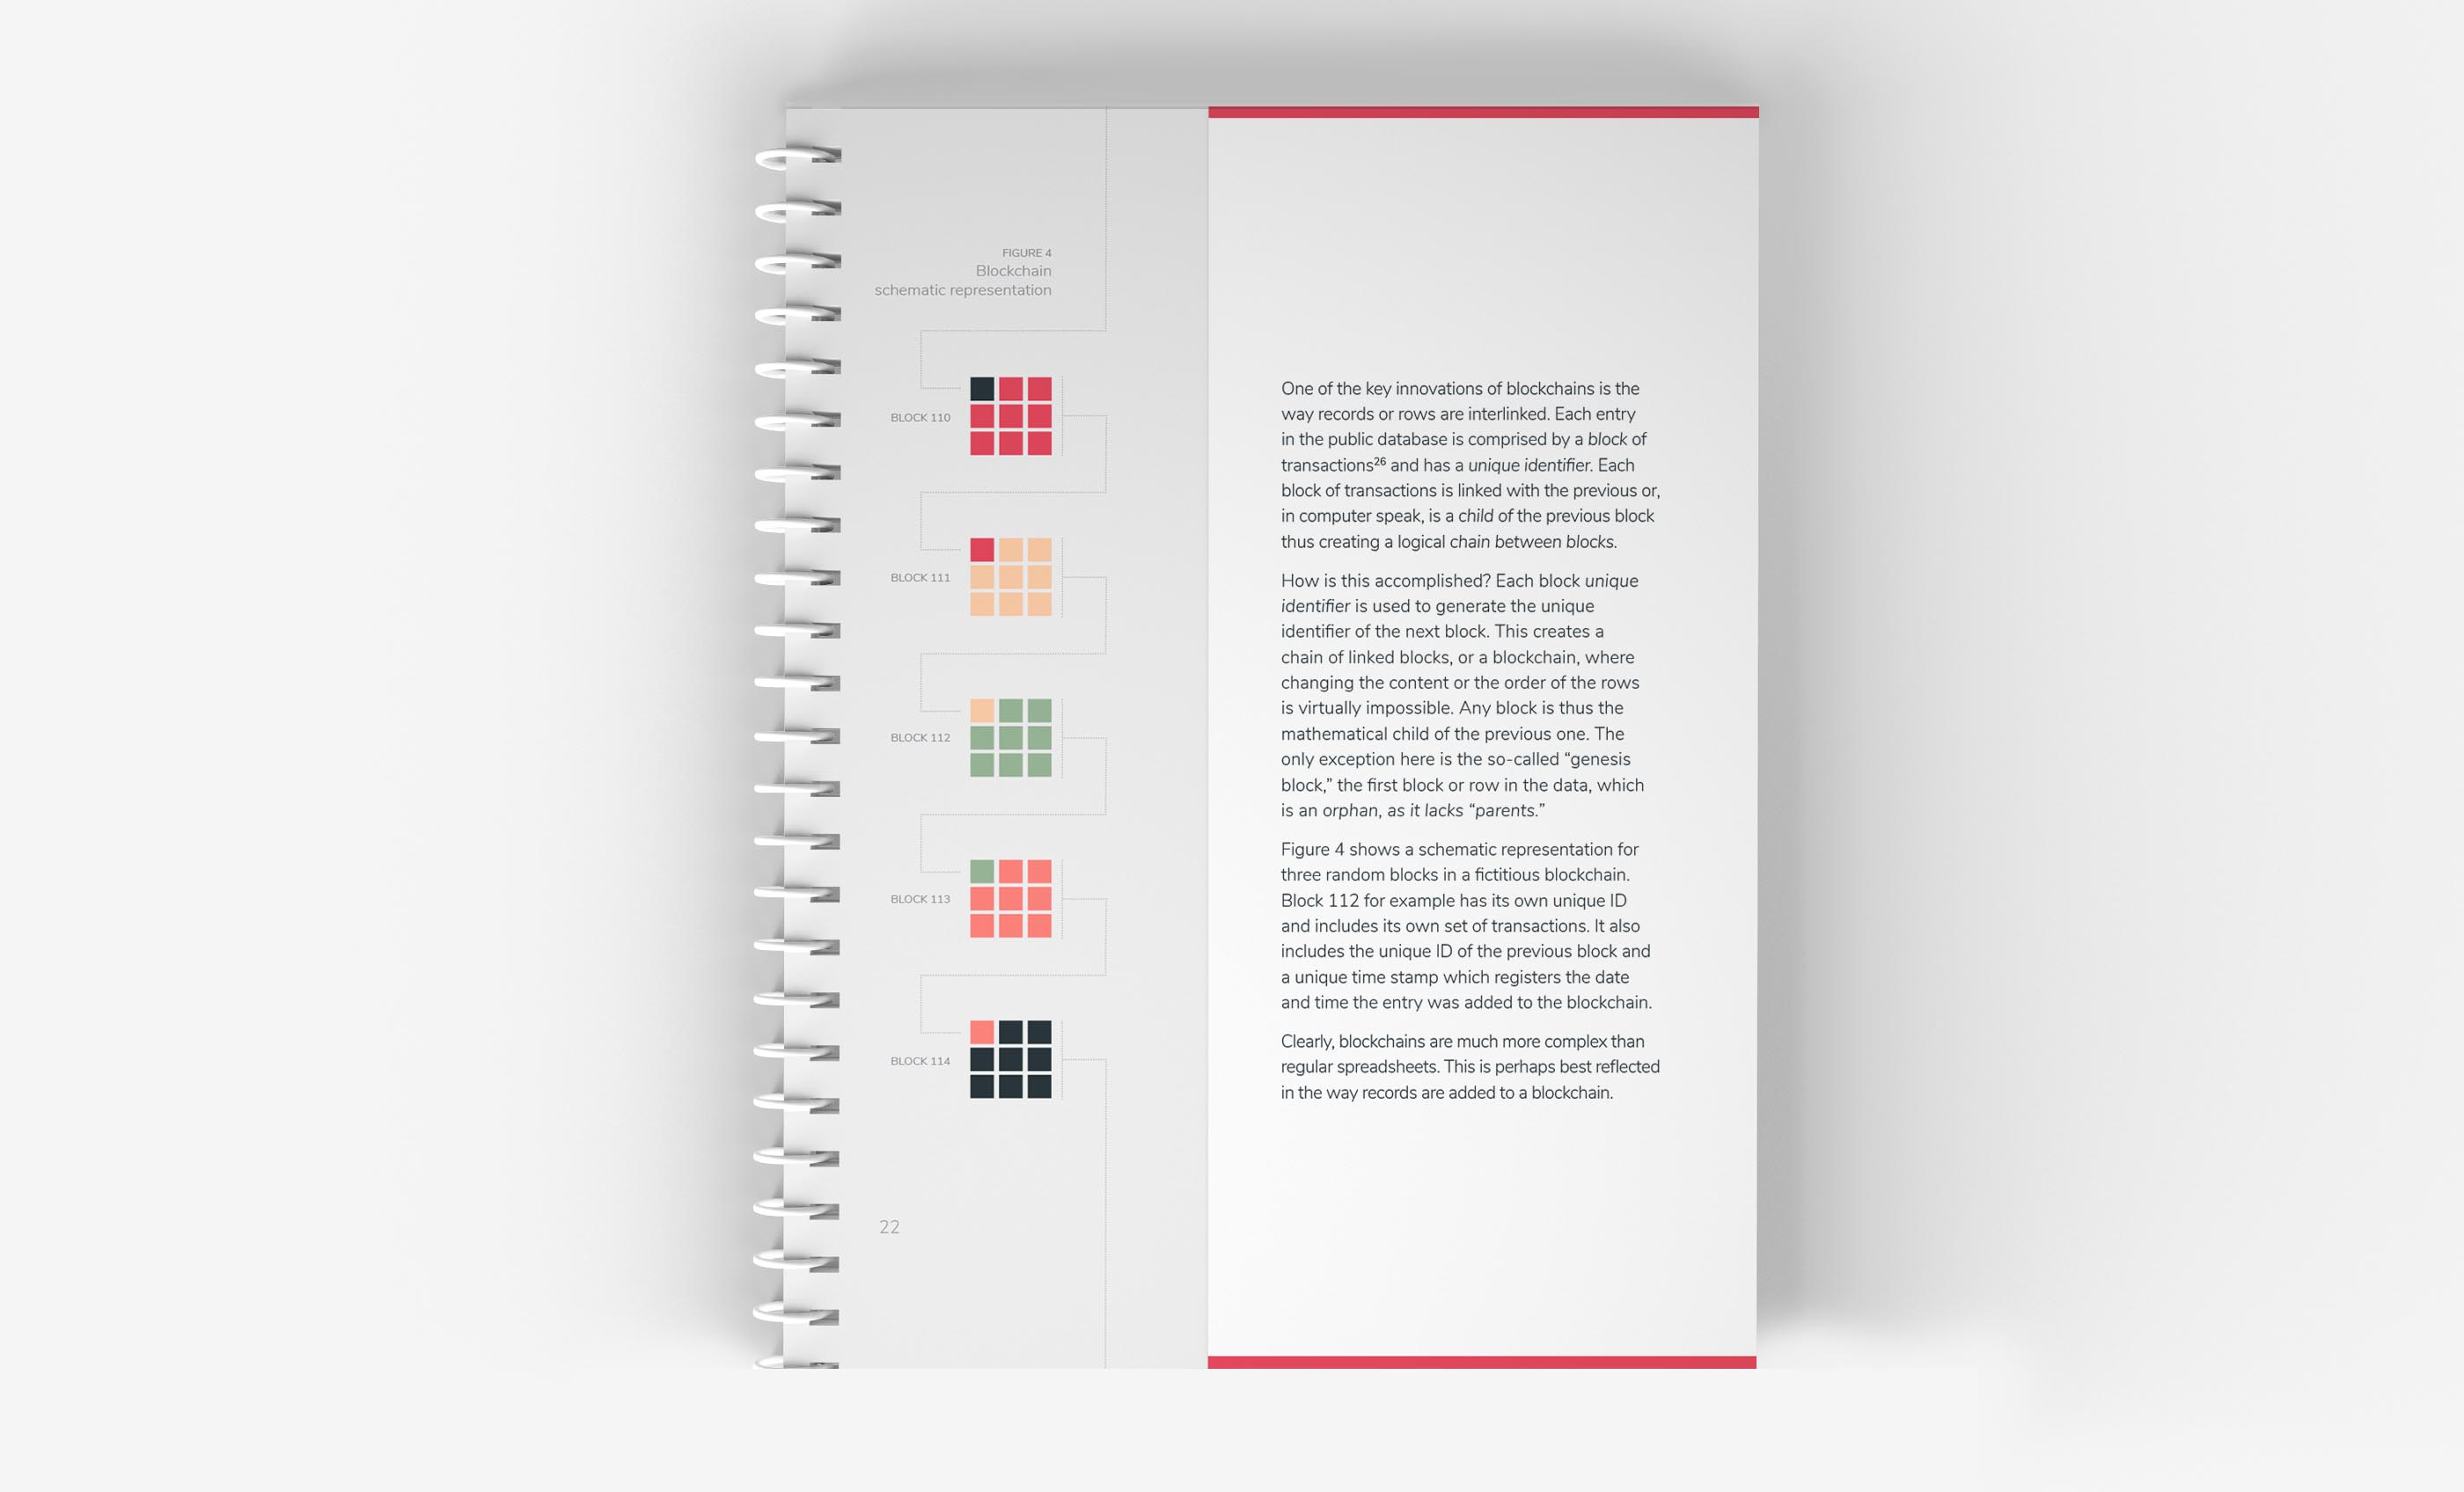 FIGURE 4
Blockchain
schematic representation
BLOCK 110
BLOCK 111
BLOCK 112
BLOCK 113
BLOCK 114
22
One of the key innovations of blockchains is the
way records or rows are interlinked. Each entry
in the public database is comprised by a block of
transactions²⁶ and has a unique identifier. Each
block of transactions is linked with the previous or,
in computer speak, is a child of the previous block
thus creating a logical chain between blocks.
How is this accomplished? Each block unique
identifier is used to generate the unique
identifier of the next block. This creates a
chain of linked blocks, or a blockchain, where
changing the content or the order of the rows
is virtually impossible. Any block is thus the
mathematical child of the previous one. The
only exception here is the so-called “genesis
block,” the first block or row in the data, which
is an orphan, as it lacks “parents.”
Figure 4 shows a schematic representation for
three random blocks in a fictitious blockchain.
Block 112 for example has its own unique ID
and includes its own set of transactions. It also
includes the unique ID of the previous block and
a unique time stamp which registers the date
and time the entry was added to the blockchain.
Clearly, blockchains are much more complex than
regular spreadsheets. This is perhaps best reflected
in the way records are added to a blockchain.